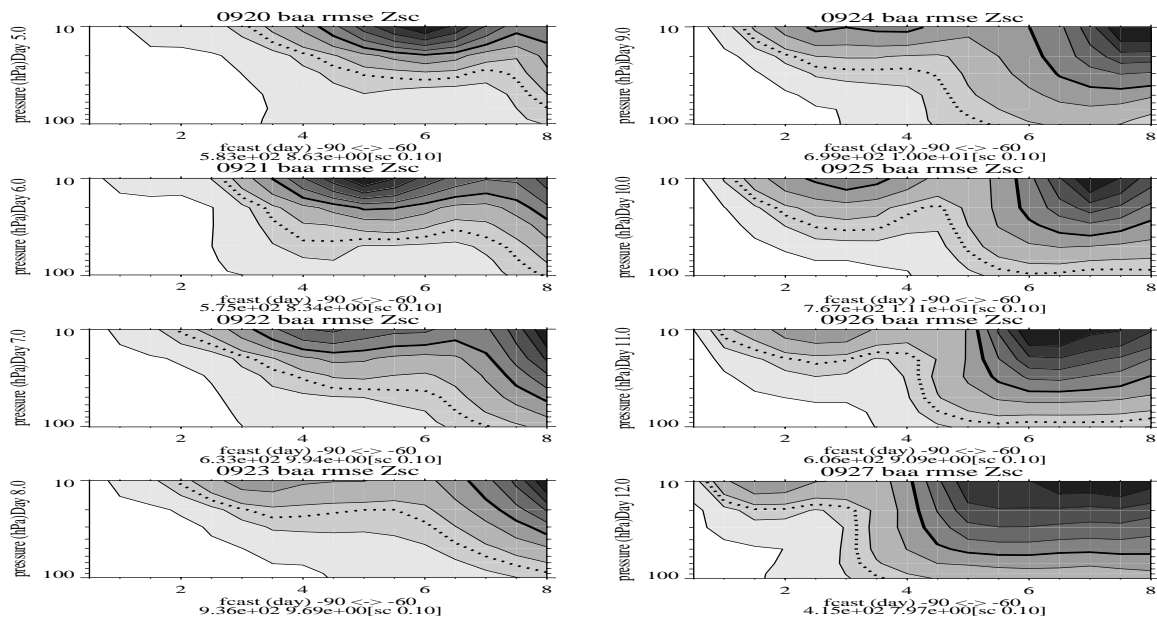 0920 baa rmse Zsc
pressure (hPa)Day 5.0
10
100
2 4 6 8
fcast (day) -90 <-> -60
5.83e+02 8.63e+00[sc 0.10]
0921 baa rmse Zsc
pressure (hPa)Day 6.0
10
100
2 4 6 8
fcast (day) -90 <-> -60
5.75e+02 8.34e+00[sc 0.10]
0922 baa rmse Zsc
pressure (hPa)Day 7.0
10
100
2 4 6 8
fcast (day) -90 <-> -60
6.33e+02 9.94e+00[sc 0.10]
0923 baa rmse Zsc
pressure (hPa)Day 8.0
10
100
2 4 6 8
fcast (day) -90 <-> -60
9.36e+02 9.69e+00[sc 0.10]
0924 baa rmse Zsc
pressure (hPa)Day 9.0
10
100
2 4 6 8
fcast (day) -90 <-> -60
6.99e+02 1.00e+01[sc 0.10]
0925 baa rmse Zsc
pressure (hPa)Day 10.0
10
100
2 4 6 8
fcast (day) -90 <-> -60
7.67e+02 1.11e+01[sc 0.10]
0926 baa rmse Zsc
pressure (hPa)Day 11.0
10
100
2 4 6 8
fcast (day) -90 <-> -60
6.06e+02 9.09e+00[sc 0.10]
0927 baa rmse Zsc
pressure (hPa)Day 12.0
10
100
2 4 6 8
fcast (day) -90 <-> -60
4.15e+02 7.97e+00[sc 0.10]